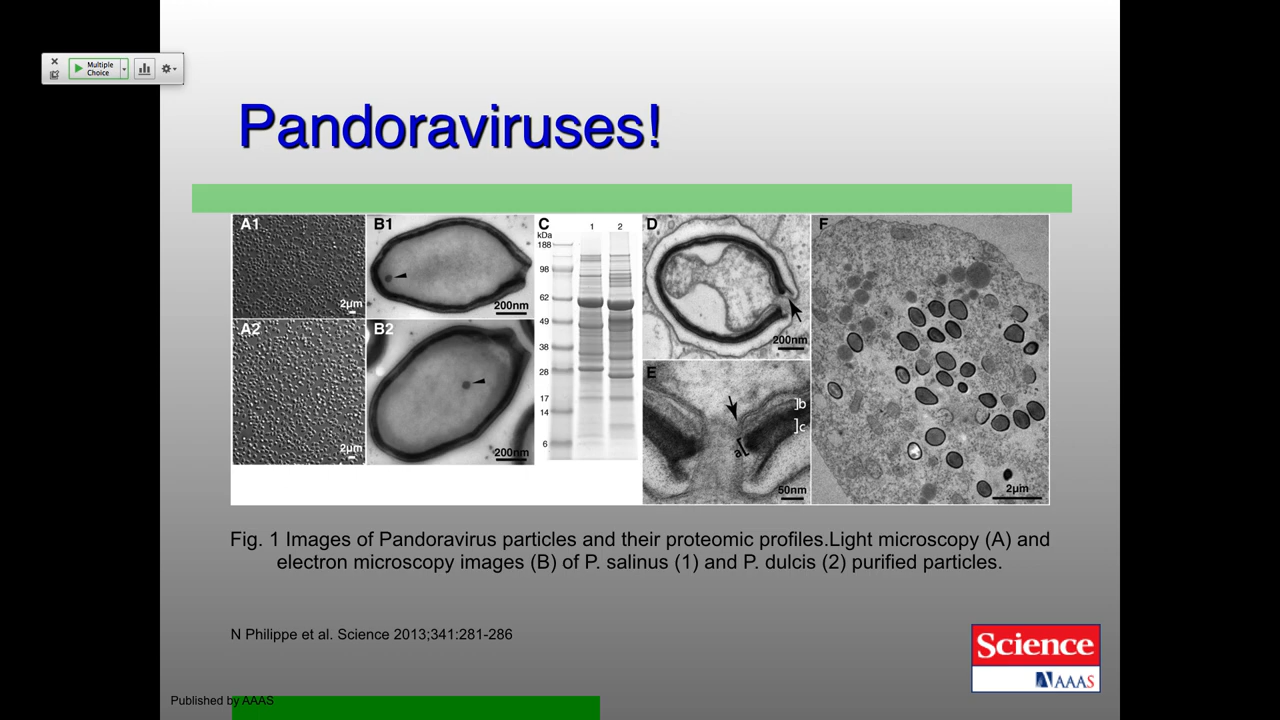 Multiple
Choice
Pandoraviruses!
A1
2µm
A2
2µm
B1
200nm
B2
200nm
C
1 2
kDa
188
98
62
49
38
28
17
14
6
D
200nm
E
]b
]c
a[
50nm
F
2µm
Fig. 1 Images of Pandoravirus particles and their proteomic profiles.Light microscopy (A) and
electron microscopy images (B) of P. salinus (1) and P. dulcis (2) purified particles.
N Philippe et al. Science 2013;341:281-286
Science
AAAS
Published by AAAS